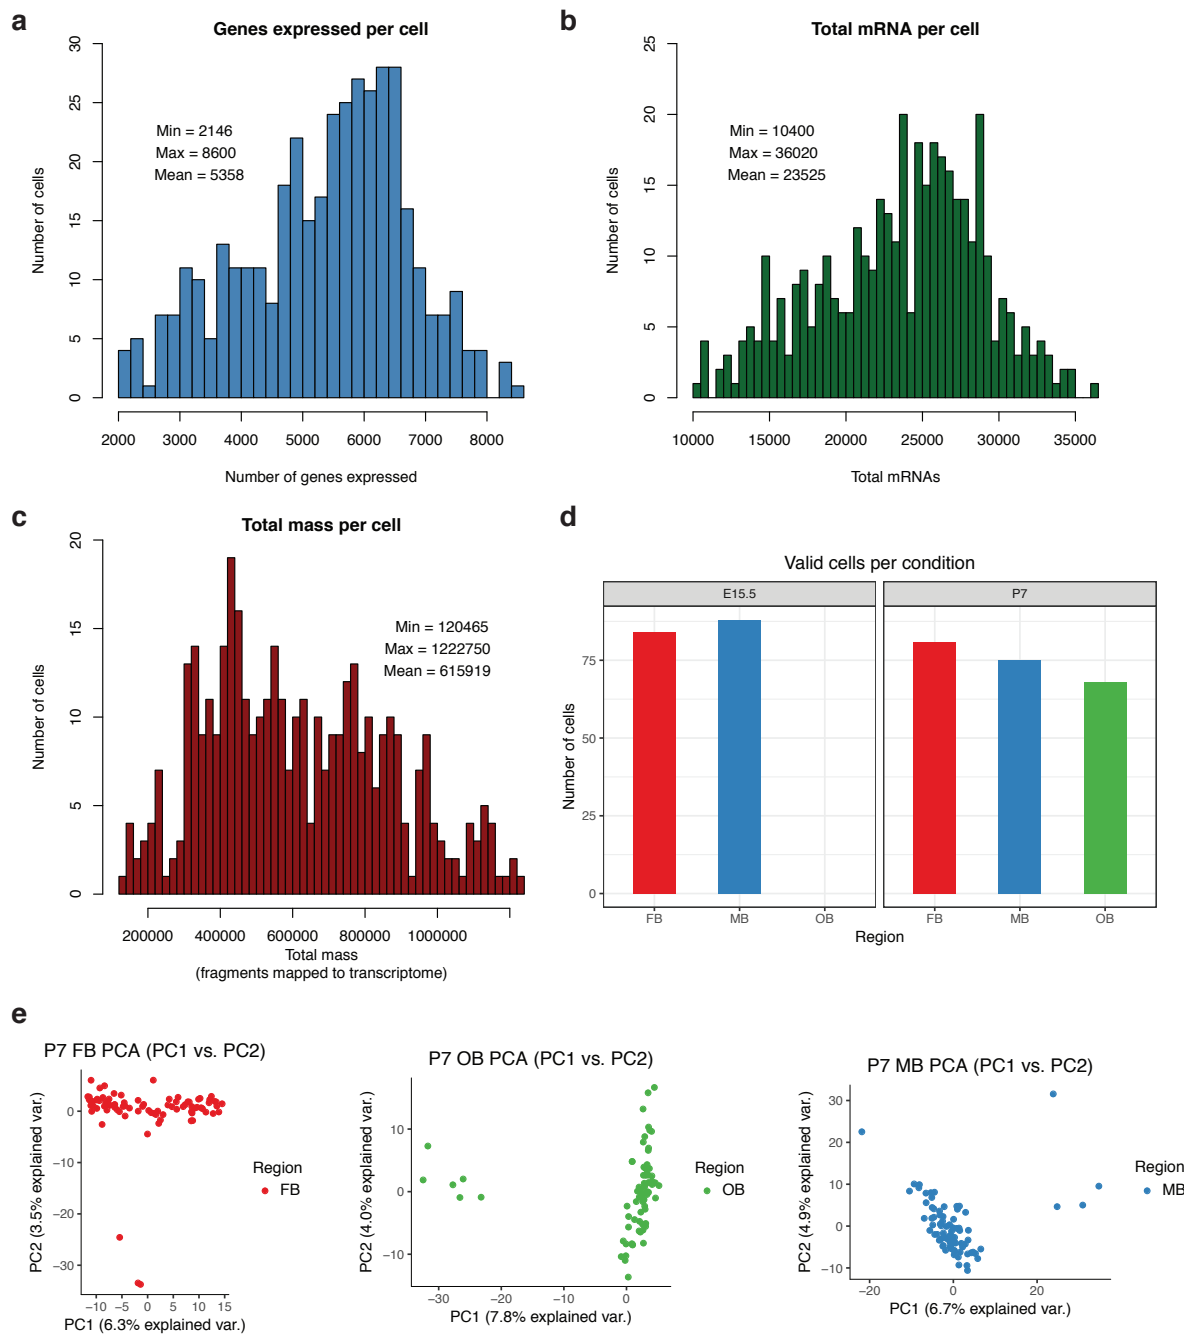 a
Genes expressed per cell
30
25
20
15
10
5
0
Number of cells
Min = 2146
Max = 8600
Mean = 5358
2000 3000 4000 5000 6000 7000 8000
Number of genes expressed
b
Total mRNA per cell
25
20
15
10
5
0
Number of cells
Min = 10400
Max = 36020
Mean = 23525
10000 15000 20000 25000 30000 35000
Total mRNAs
c
Total mass per cell
20
15
10
5
0
Number of cells
Min = 120465
Max = 1222750
Mean = 615919
200000 400000 600000 800000 1000000
Total mass
(fragments mapped to transcriptome)
d
Valid cells per condition
E15.5 P7
75
50
25
0
Number of cells
FB MB OB FB MB OB
Region
e
P7 FB PCA (PC1 vs. PC2)
0
−10
−20
−30
PC2 (3.5% explained var.)
−10 −5 0 5 10 15
PC1 (6.3% explained var.)
Region
FB
P7 OB PCA (PC1 vs. PC2)
10
0
−10
PC2 (4.0% explained var.)
−30 −20 −10 0
PC1 (7.8% explained var.)
Region
OB
P7 MB PCA (PC1 vs. PC2)
30
20
10
0
−10
PC2 (4.9% explained var.)
−20 0 20
PC1 (6.7% explained var.)
Region
MB